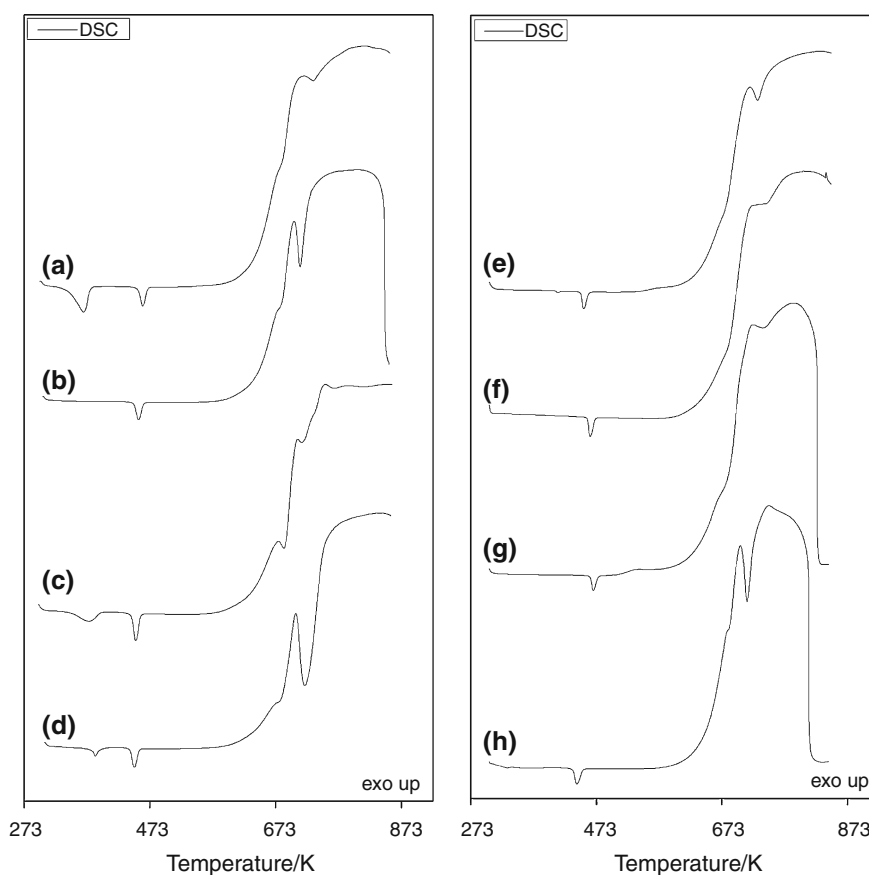 DSC
(a)
(b)
(c)
(d)
exo up
273 473 673 873
Temperature/K
DSC
(e)
(f)
(g)
(h)
exo up
273 473 673 873
Temperature/K